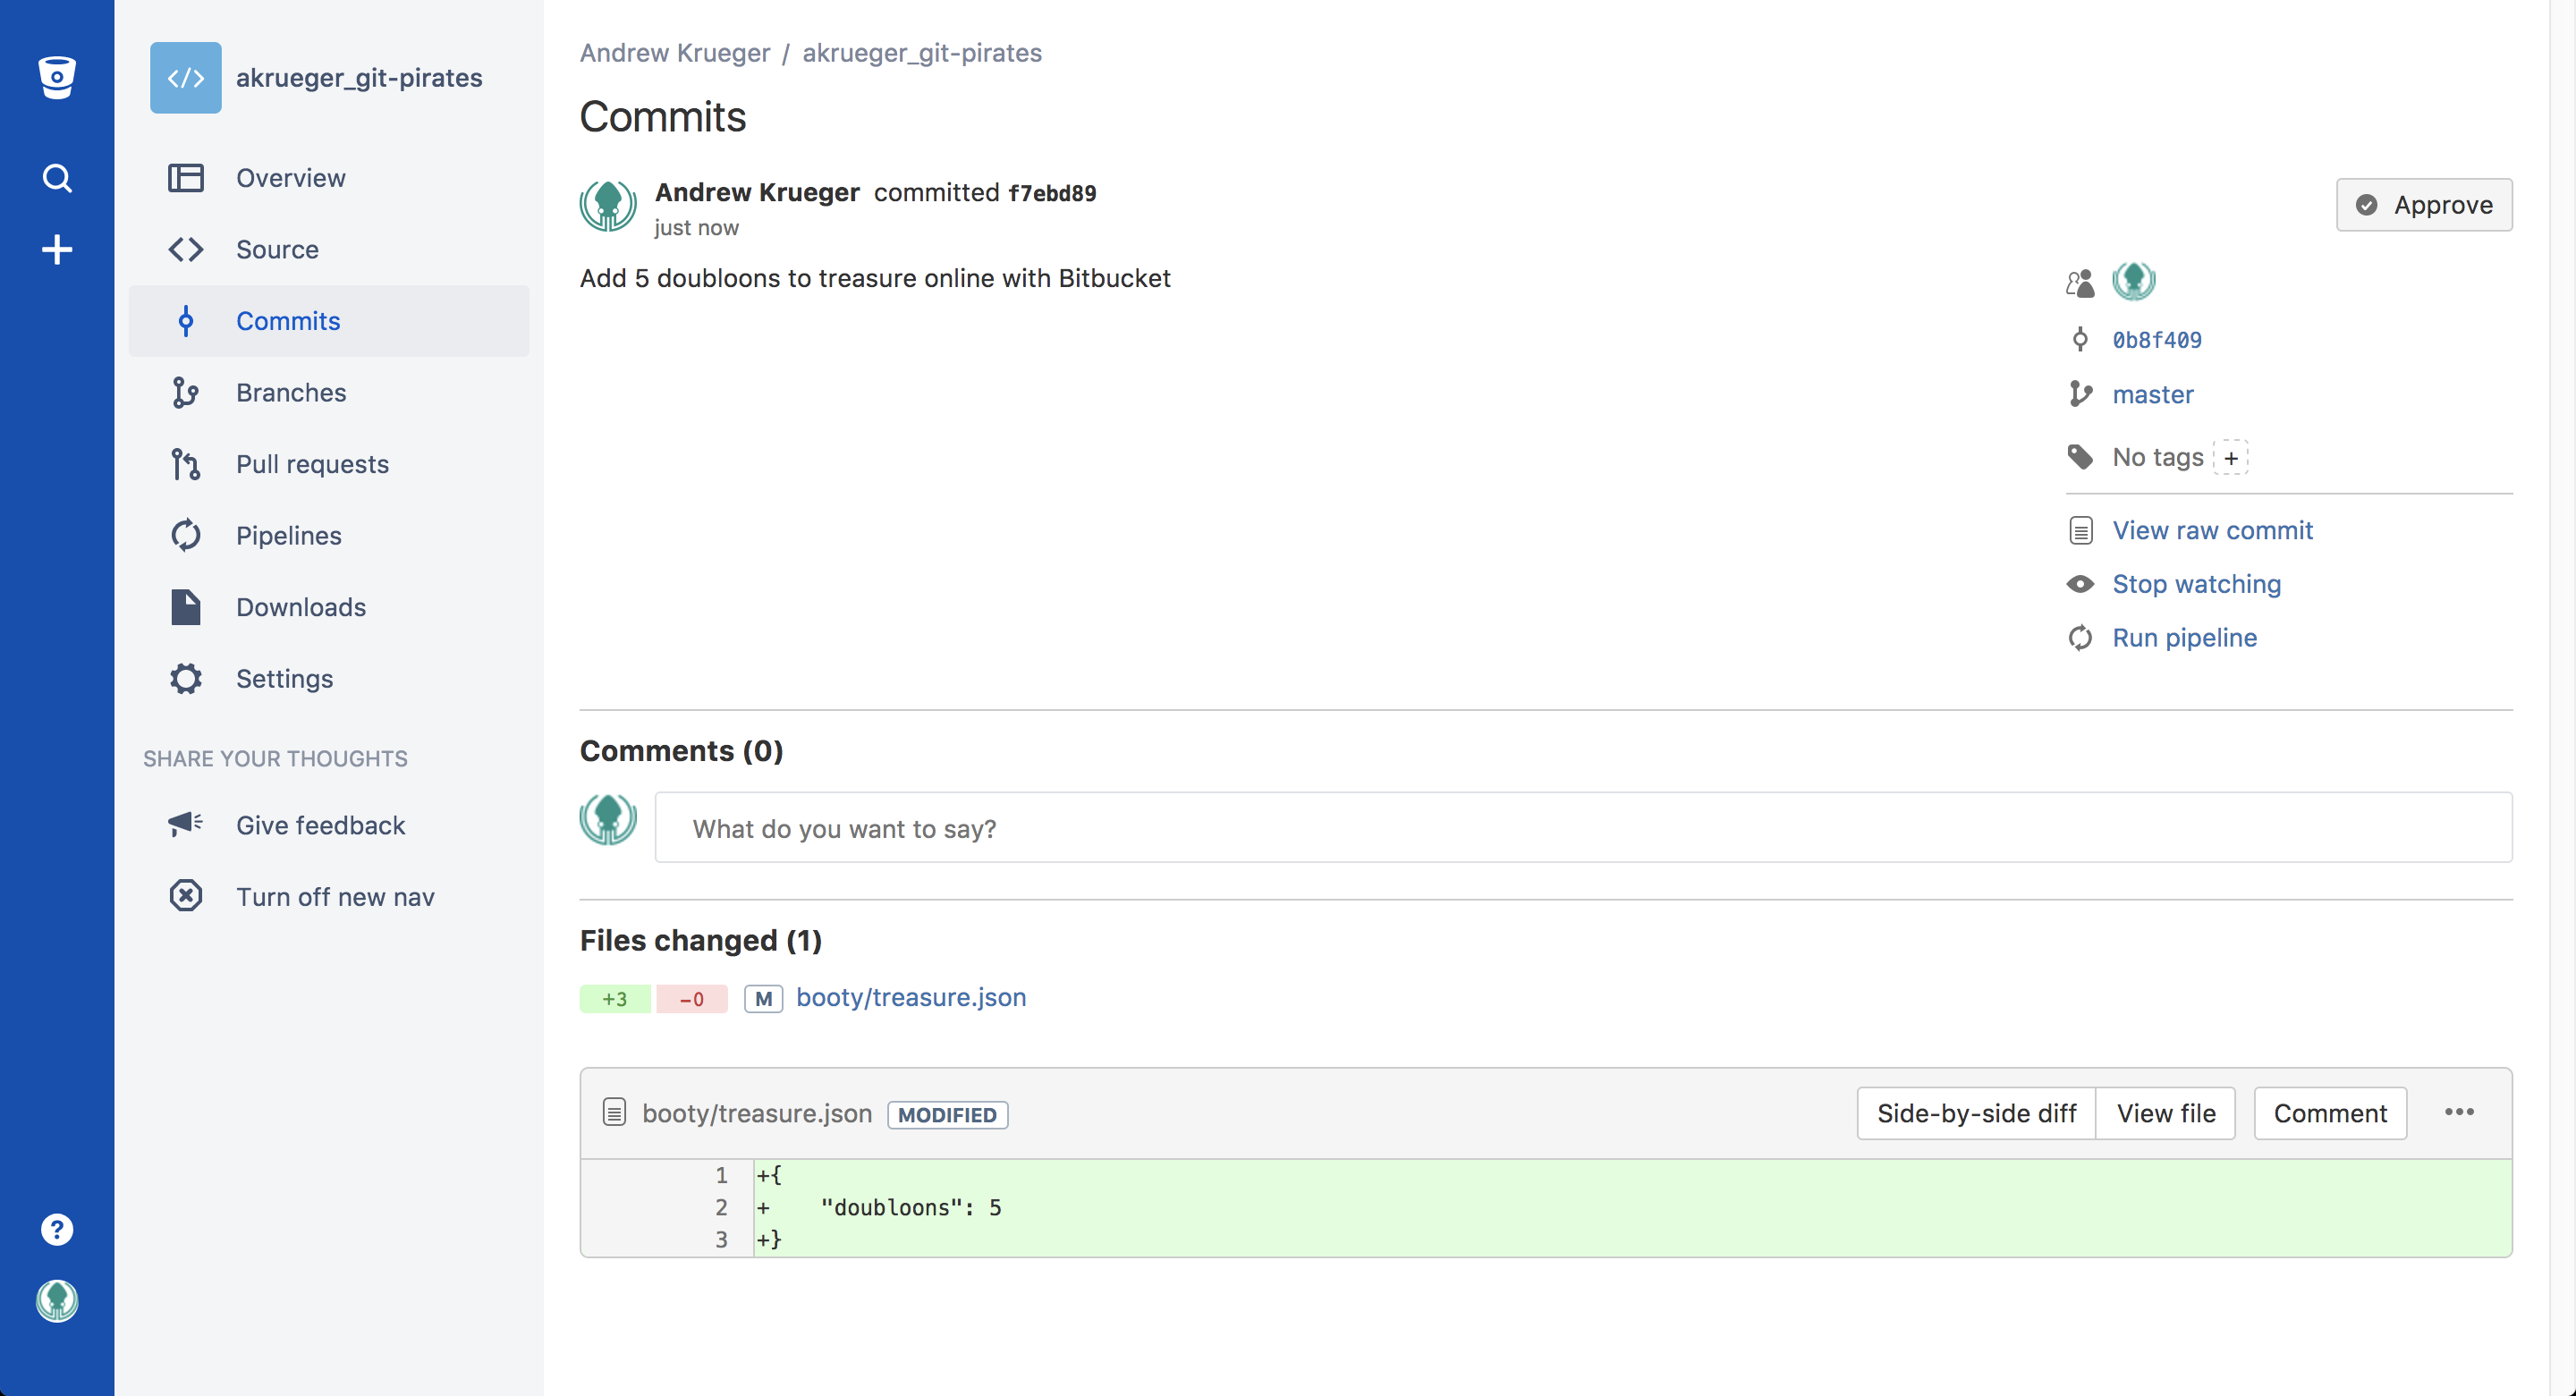 akrueger_git-pirates
Overview
Source
Commits
Branches
Pull requests
Pipelines
Downloads
Settings
SHARE YOUR THOUGHTS
Give feedback
Turn off new nav
Andrew Krueger / akrueger_git-pirates
Commits
Andrew Krueger committed f7ebd89
just now
Approve
Add 5 doubloons to treasure online with Bitbucket
0b8f409
master
No tags +
View raw commit
Stop watching
Run pipeline
Comments (0)
What do you want to say?
Files changed (1)
+3 -0 M booty/treasure.json
booty/treasure.json MODIFIED Side-by-side diff View file Comment •••
1 +{
2 + "doubloons": 5
3 +}